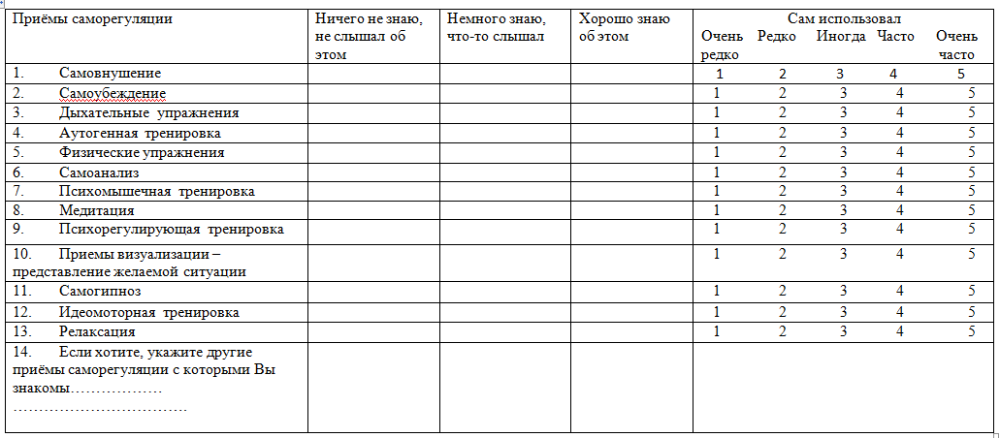 Приёмы саморегуляции Ничего не знаю, не слышал об этом Немного знаю, что-то слышал Хорошо знаю об этом Сам использовал
Очень редко Редко Иногда Часто Очень часто
1. Самовнушение 1 2 3 4 5
2. Самоубеждение 1 2 3 4 5
3. Дыхательные упражнения 1 2 3 4 5
4. Аутогенная тренировка 1 2 3 4 5
5. Физические упражнения 1 2 3 4 5
6. Самоанализ 1 2 3 4 5
7. Психомышечная тренировка 1 2 3 4 5
8. Медитация 1 2 3 4 5
9. Психорегулирующая тренировка 1 2 3 4 5
10. Приемы визуализации –
представление желаемой ситуации 1 2 3 4 5
11. Самогипноз 1 2 3 4 5
12. Идеомоторная тренировка 1 2 3 4 5
13. Релаксация 1 2 3 4 5
14. Если хотите, укажите другие
приёмы саморегуляции с которыми Вы
знакомы………………
…………………………….